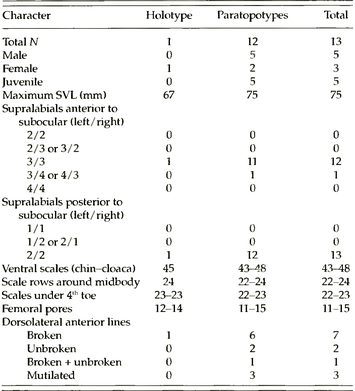 Character Holotype Paratopotypes Total
Total N 1 12 13
Male 0 5 5
Female 1 2 3
Juvenile 0 5 5
Maximum SVL (mm) 67 75 75
Supralabials anterior to
subocular (left/right)
2/2 0 0 0
2/3 or 3/2 0 0 0
3/3 1 11 12
3/4 or 4/3 0 1 1
4/4 0 0 0
Supralabials posterior to
subocular (left/right)
1/1 0 0 0
1/2 or 2/1 0 0 0
2/2 1 12 13
Ventral scales (chin–cloaca) 45 43–48 43–48
Scale rows around midbody 24 22–24 22–24
Scales under 4th toe 23–23 22–23 22–23
Femoral pores 12–14 11–15 11–15
Dorsolateral anterior lines
Broken 1 6 7
Unbroken 0 2 2
Broken + unbroken 0 1 1
Mutilated 0 3 3